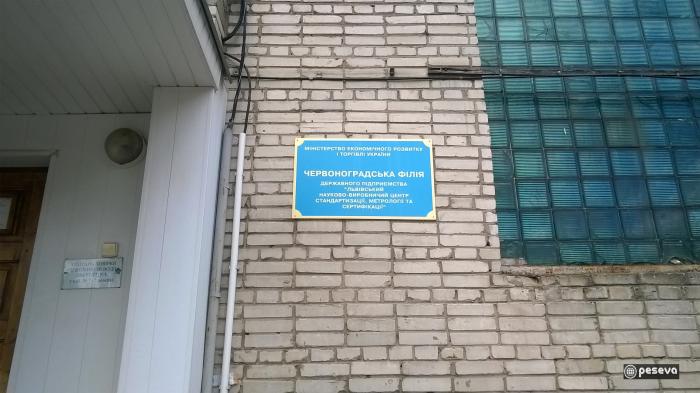 МІНІСТЕРСТВО ЕКОНОМІЧНОГО РОЗВИТКУ
І ТОРГІВЛІ УКРАЇНИ
ЧЕРВОНОГРАДСЬКА ФІЛІЯ
ДЕРЖАВНОГО ПІДПРИЄМСТВА
"ЛЬВІВСЬКИЙ
НАУКОВО-ВИРОБНИЧИЙ ЦЕНТР
СТАНДАРТИЗАЦІЇ, МЕТРОЛОГІЇ ТА
СЕРТИФІКАЦІЇ"
peseva